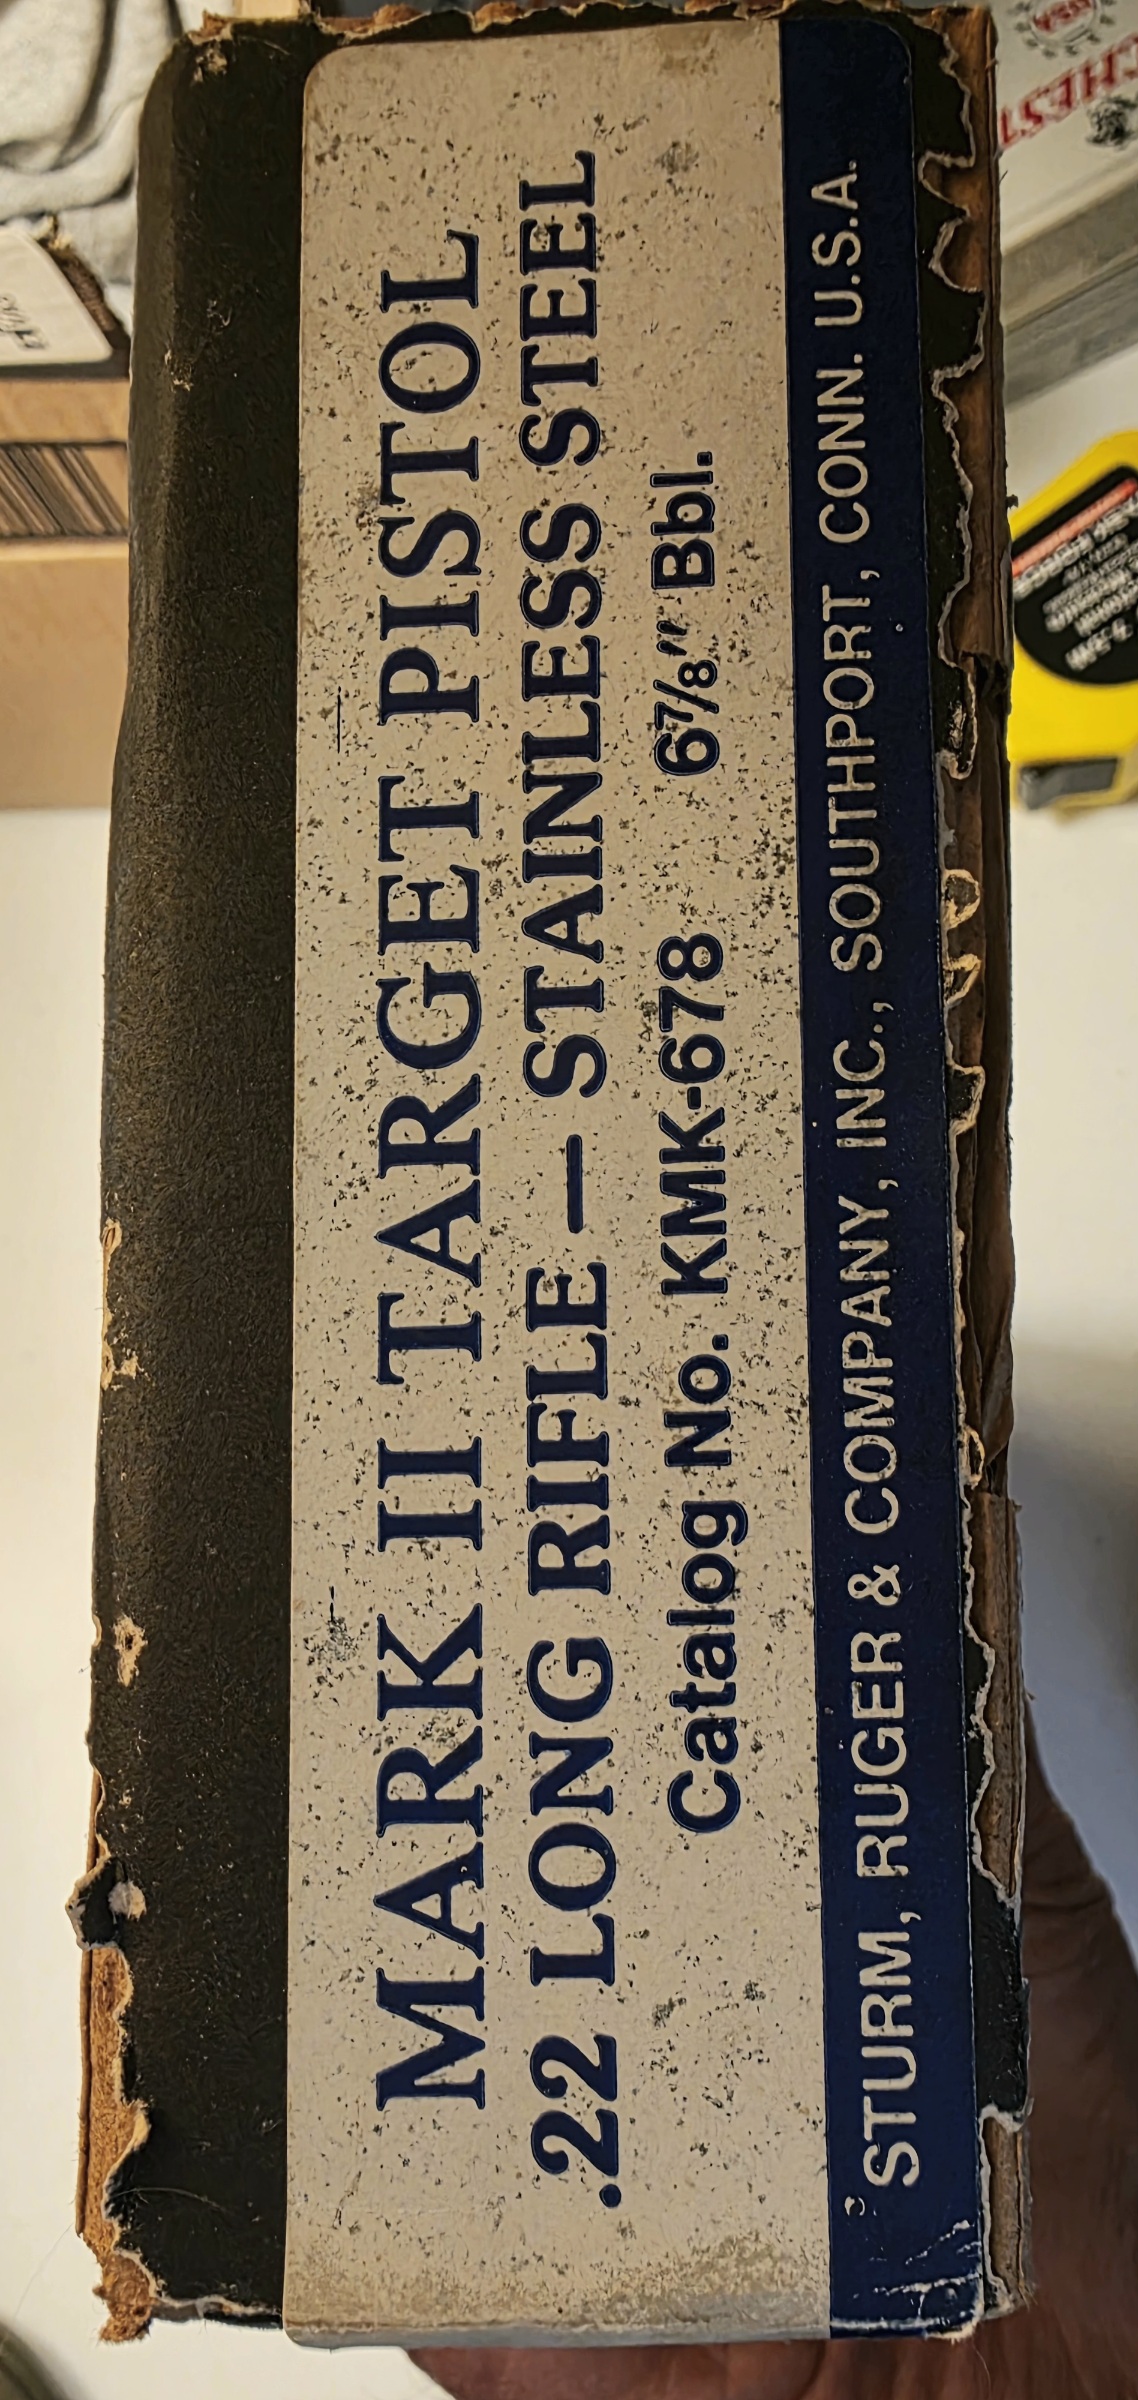 MARK II TARGET PISTOL
.22 LONG RIFLE — STAINLESS STEEL
Catalog No. KMK-678 6⅞" Bbl.
STURM, RUGER & COMPANY, INC., SOUTHPORT, CONN. U.S.A.